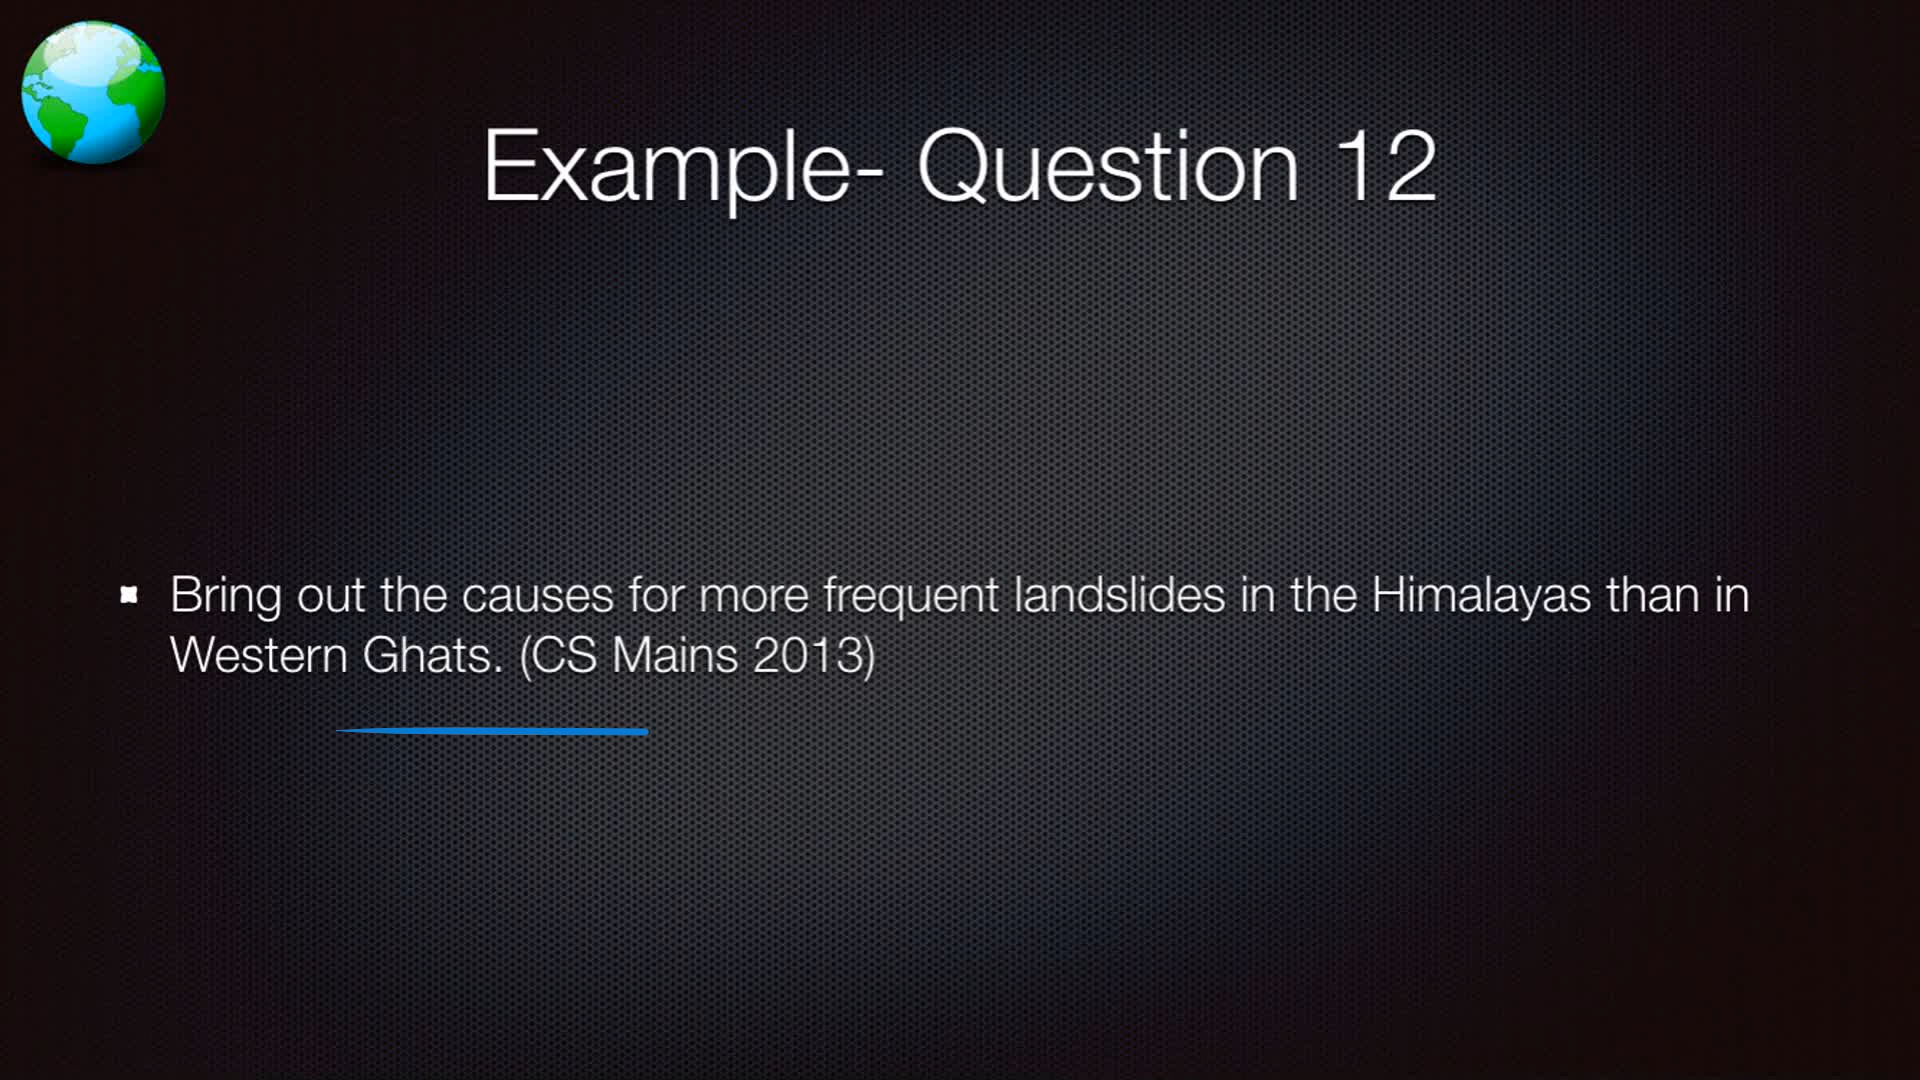 Example- Question 12
Bring out the causes for more frequent landslides in the Himalayas than in
Western Ghats. (CS Mains 2013)